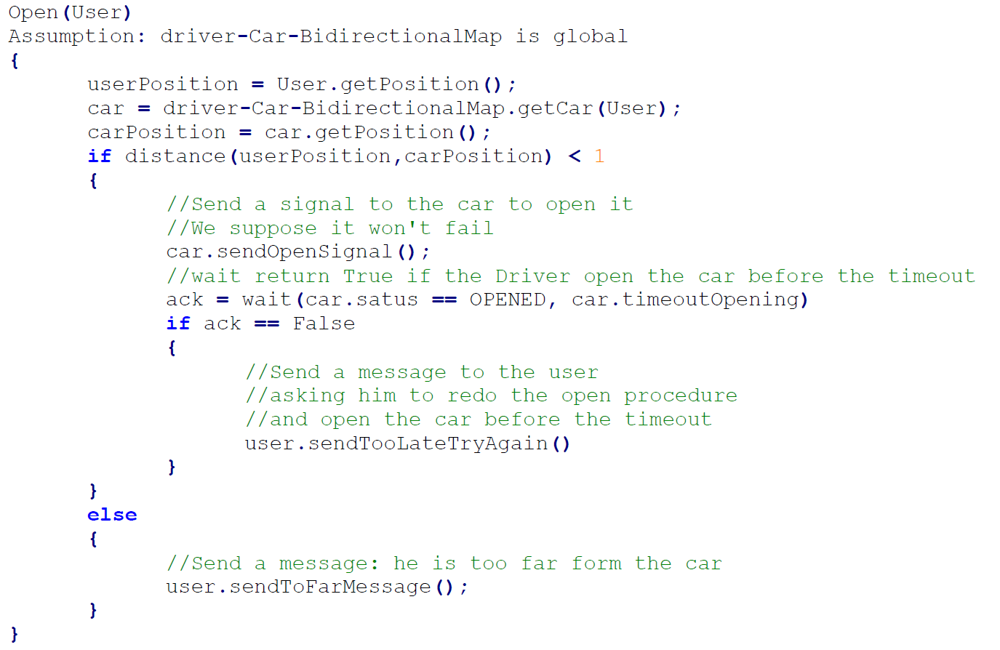 Open(User)
Assumption: driver-Car-BidirectionalMap is global
{
userPosition = User.getPosition();
car = driver-Car-BidirectionalMap.getCar(User);
carPosition = car.getPosition();
if distance(userPosition,carPosition) < 1
{
//Send a signal to the car to open it
//We suppose it won't fail
car.sendOpenSignal();
//wait return True if the Driver open the car before the timeout
ack = wait(car.satus == OPENED, car.timeoutOpening)
if ack == False
{
//Send a message to the user
//asking him to redo the open procedure
//and open the car before the timeout
user.sendTooLateTryAgain()
}
}
else
{
//Send a message: he is too far form the car
user.sendToFarMessage();
}
}